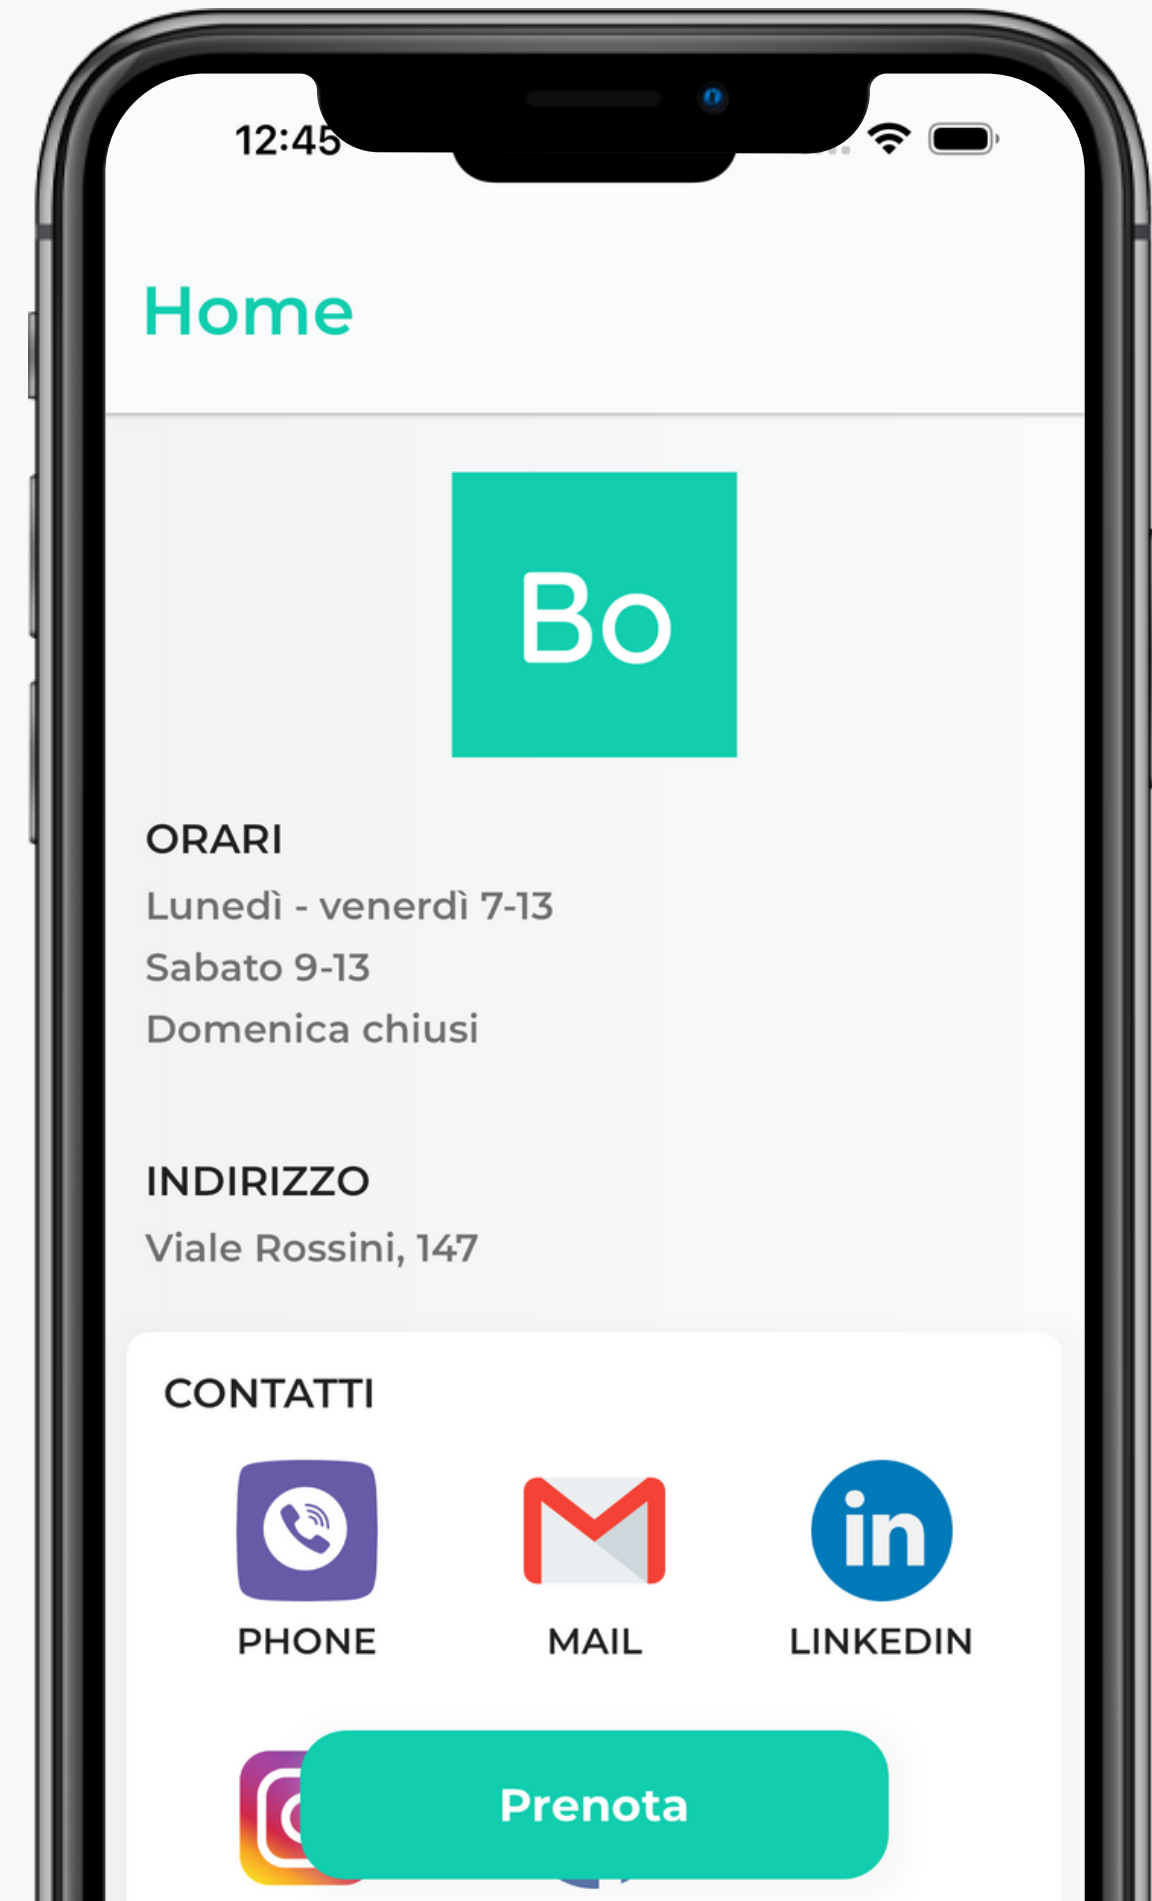 12:45
Home
Bo
ORARI
Lunedì - venerdì 7-13
Sabato 9-13
Domenica chiusi
INDIRIZZO
Viale Rossini, 147
CONTATTI
in
PHONE
MAIL
LINKEDIN
Prenota